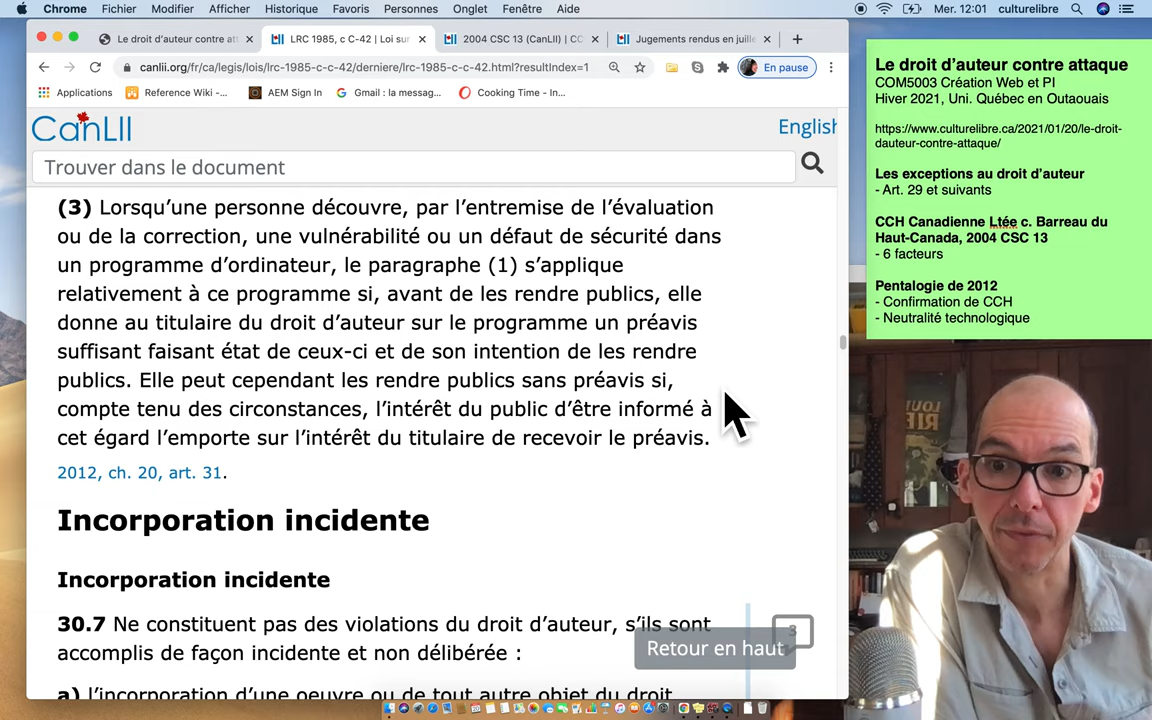 Chrome Fichier Modifier Afficher Historique Favoris Personnes Onglet Fenêtre Aide Mer. 12:01 culturelibre
Le droit d'auteur contre att LRC 1985, c C-42 | Loi sur 2004 CSC 13 (CanLII) | CC Jugements rendus en juille
canlii.org/fr/ca/legis/lois/lrc-1985-c-c-42/derniere/lrc-1985-c-c-42.html?resultIndex=1 En pause
Applications Reference Wiki -... AEM Sign In Gmail : la messag... Cooking Time - In...
CanLII
English
Trouver dans le document
(3) Lorsqu’une personne découvre, par l’entremise de l’évaluation
ou de la correction, une vulnérabilité ou un défaut de sécurité dans
un programme d’ordinateur, le paragraphe (1) s’applique
relativement à ce programme si, avant de les rendre publics, elle
donne au titulaire du droit d’auteur sur le programme un préavis
suffisant faisant état de ceux-ci et de son intention de les rendre
publics. Elle peut cependant les rendre publics sans préavis si,
compte tenu des circonstances, l’intérêt du public d’être informé à
cet égard l’emporte sur l’intérêt du titulaire de recevoir le préavis.
2012, ch. 20, art. 31.
Incorporation incidente
Incorporation incidente
30.7 Ne constituent pas des violations du droit d’auteur, s’ils sont
accomplis de façon incidente et non délibérée :
3
Retour en haut
a) l’incorporation d’une oeuvre ou de tout autre objet du droit
Le droit d’auteur contre attaque
COM5003 Création Web et PI
Hiver 2021, Uni. Québec en Outaouais
https://www.culturelibre.ca/2021/01/20/le-droit-
dauteur-contre-attaque/
Les exceptions au droit d’auteur
- Art. 29 et suivants
CCH Canadienne Ltée c. Barreau du
Haut-Canada, 2004 CSC 13
- 6 facteurs
Pentalogie de 2012
- Confirmation de CCH
- Neutralité technologique